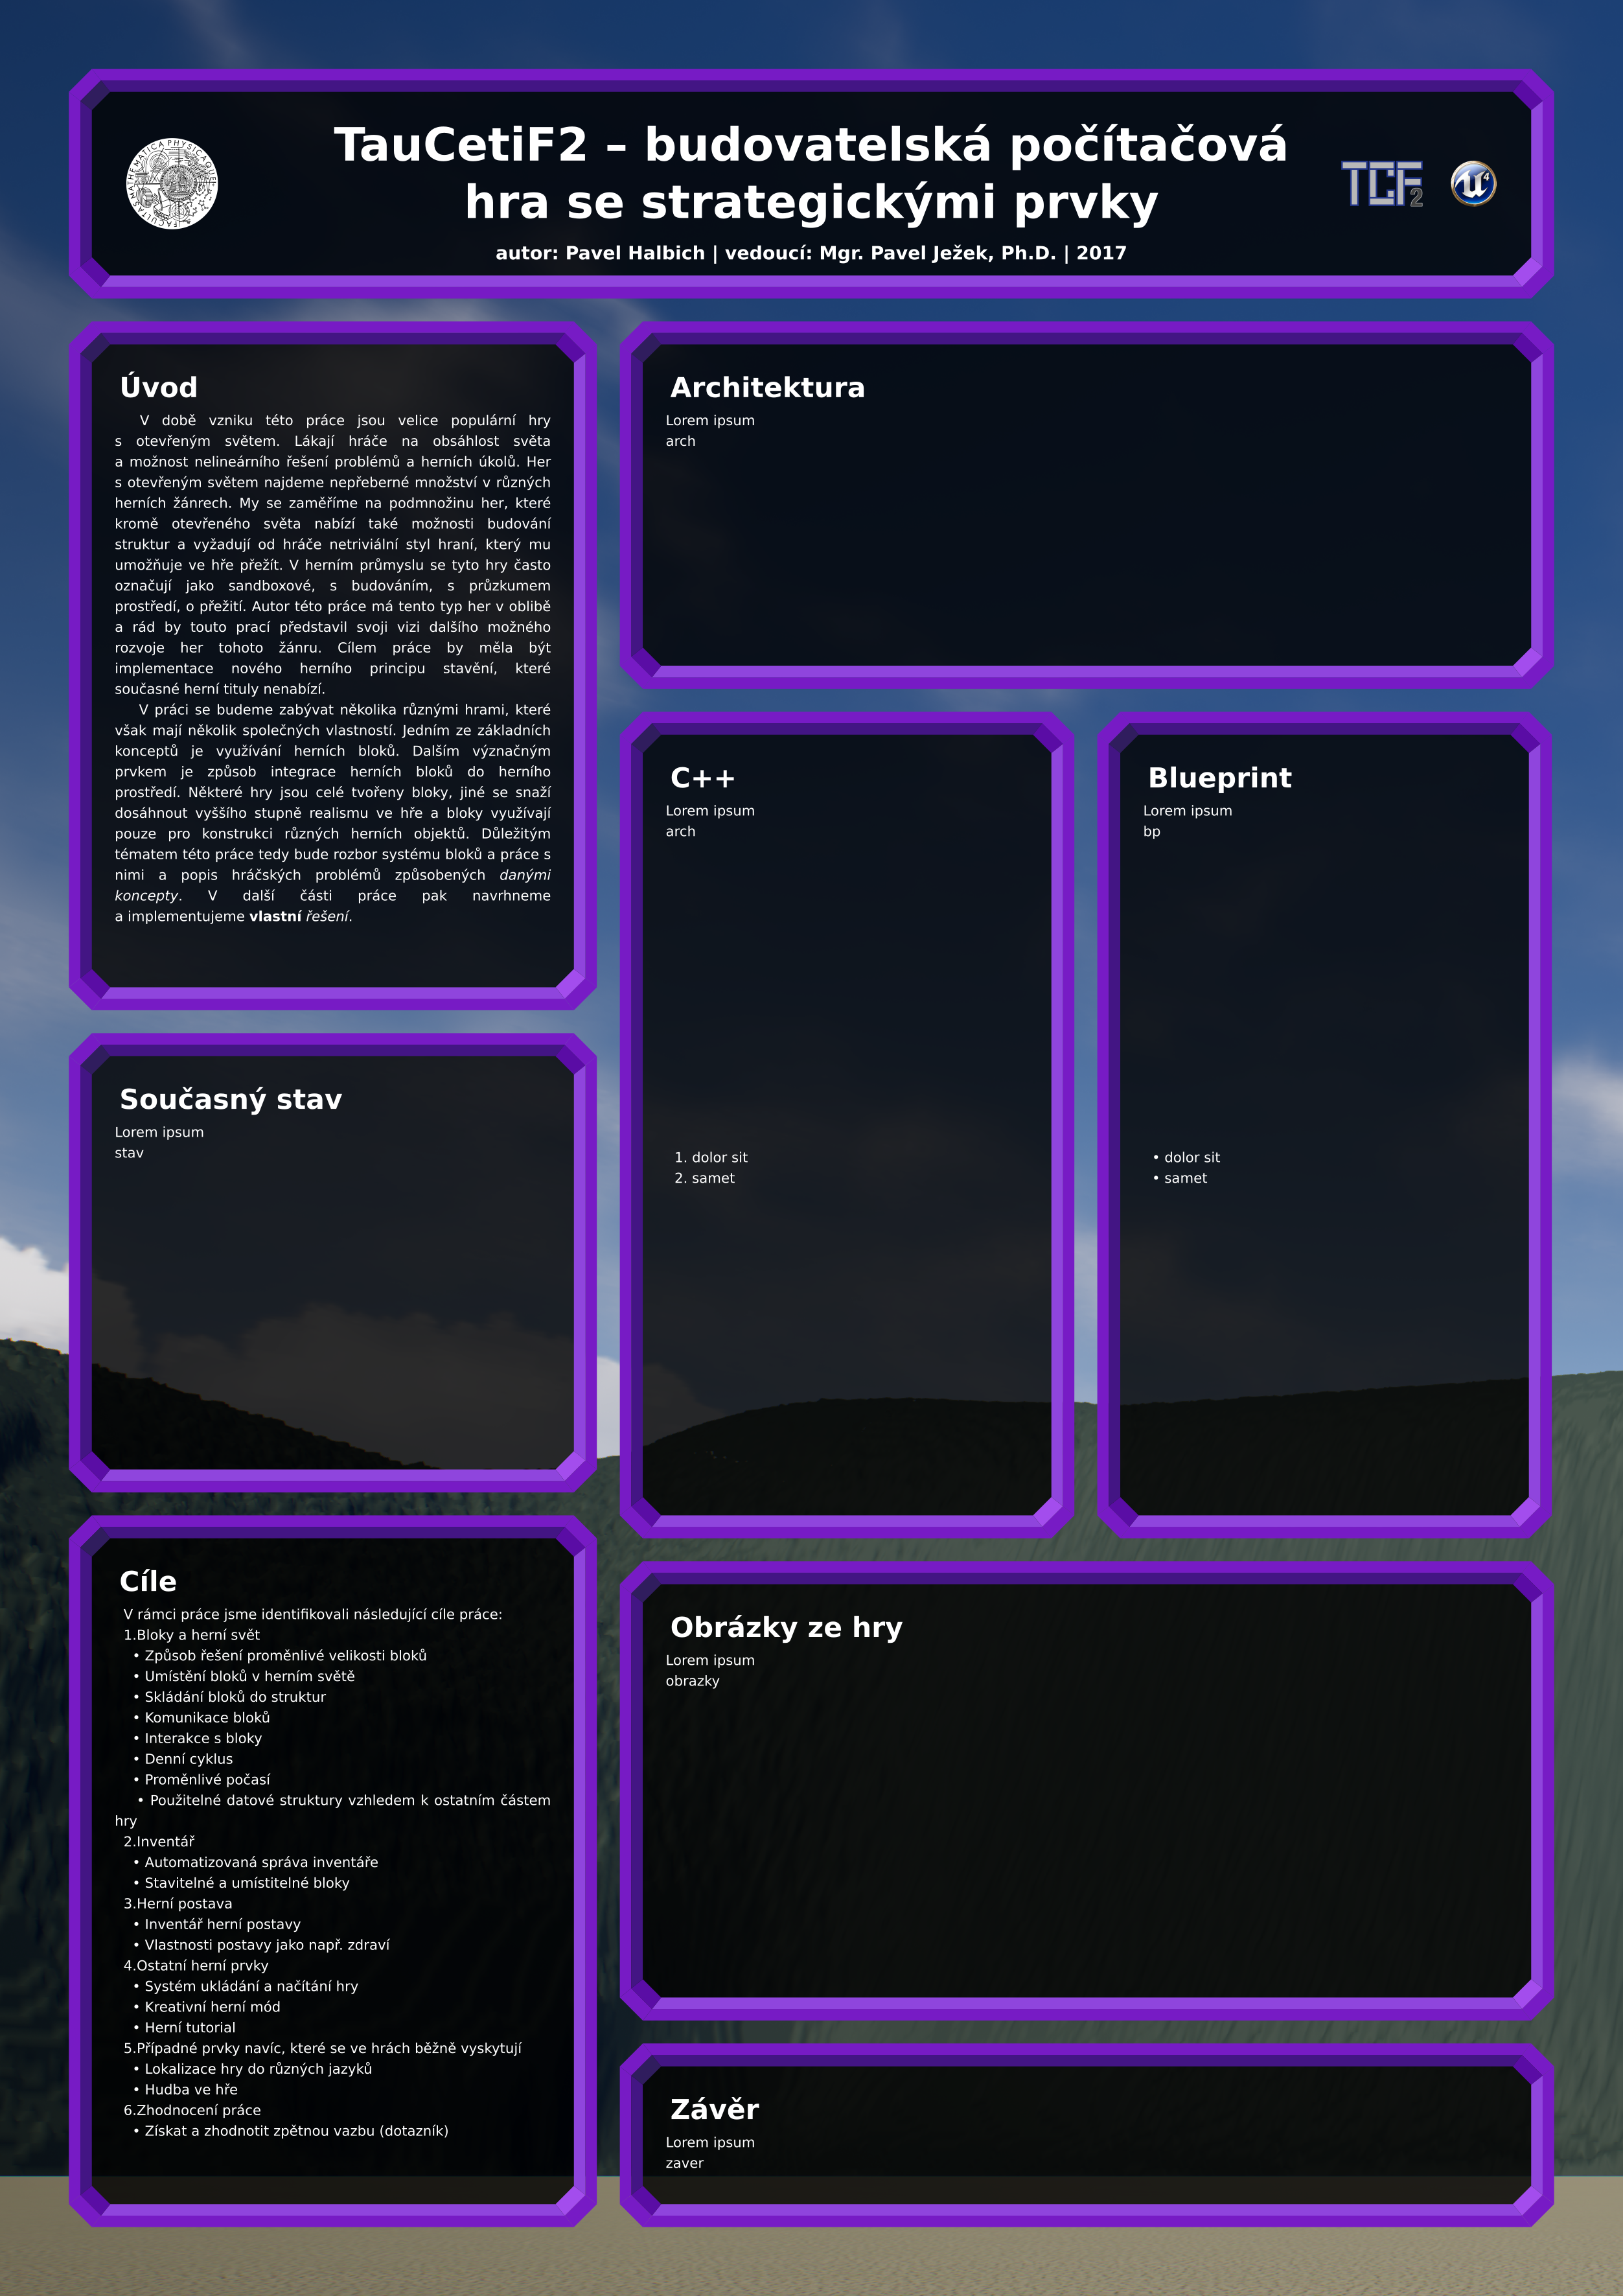 TauCetiF2 – budovatelská počítačová
hra se strategickými prvky
autor: Pavel Halbich | vedoucí: Mgr. Pavel Ježek, Ph.D. | 2017
TCF2
Úvod
V době vzniku této práce jsou velice populární hry
s otevřeným světem. Lákají hráče na obsáhlost světa
a možnost nelineárního řešení problémů a herních úkolů. Her
s otevřeným světem najdeme nepřeberné množství v různých
herních žánrech. My se zaměříme na podmnožinu her, které
kromě otevřeného světa nabízí také možnosti budování
struktur a vyžadují od hráče netriviální styl hraní, který mu
umožňuje ve hře přežít. V herním průmyslu se tyto hry často
označují jako sandboxové, s budováním, s průzkumem
prostředí, o přežití. Autor této práce má tento typ her v oblibě
a rád by touto prací představil svoji vizi dalšího možného
rozvoje her tohoto žánru. Cílem práce by měla být
implementace nového herního principu stavění, které
současné herní tituly nenabízí.
V práci se budeme zabývat několika různými hrami, které
však mají několik společných vlastností. Jedním ze základních
konceptů je využívání herních bloků. Dalším význačným
prvkem je způsob integrace herních bloků do herního
prostředí. Některé hry jsou celé tvořeny bloky, jiné se snaží
dosáhnout vyššího stupně realismu ve hře a bloky využívají
pouze pro konstrukci různých herních objektů. Důležitým
tématem této práce tedy bude rozbor systému bloků a práce s
nimi a popis hráčských problémů způsobených danými
koncepty. V další části práce pak navrhneme
a implementujeme vlastní řešení.
Současný stav
Lorem ipsum
stav
Cíle
V rámci práce jsme identifikovali následující cíle práce:
1.Bloky a herní svět
• Způsob řešení proměnlivé velikosti bloků
• Umístění bloků v herním světě
• Skládání bloků do struktur
• Komunikace bloků
• Interakce s bloky
• Denní cyklus
• Proměnlivé počasí
• Použitelné datové struktury vzhledem k ostatním částem
hry
2.Inventář
• Automatizovaná správa inventáře
• Stavitelné a umístitelné bloky
3.Herní postava
• Inventář herní postavy
• Vlastnosti postavy jako např. zdraví
4.Ostatní herní prvky
• Systém ukládání a načítání hry
• Kreativní herní mód
• Herní tutorial
5.Případné prvky navíc, které se ve hrách běžně vyskytují
• Lokalizace hry do různých jazyků
• Hudba ve hře
6.Zhodnocení práce
• Získat a zhodnotit zpětnou vazbu (dotazník)
Architektura
Lorem ipsum
arch
C++
Lorem ipsum
arch
1. dolor sit
2. samet
Blueprint
Lorem ipsum
bp
• dolor sit
• samet
Obrázky ze hry
Lorem ipsum
obrazky
Závěr
Lorem ipsum
zaver